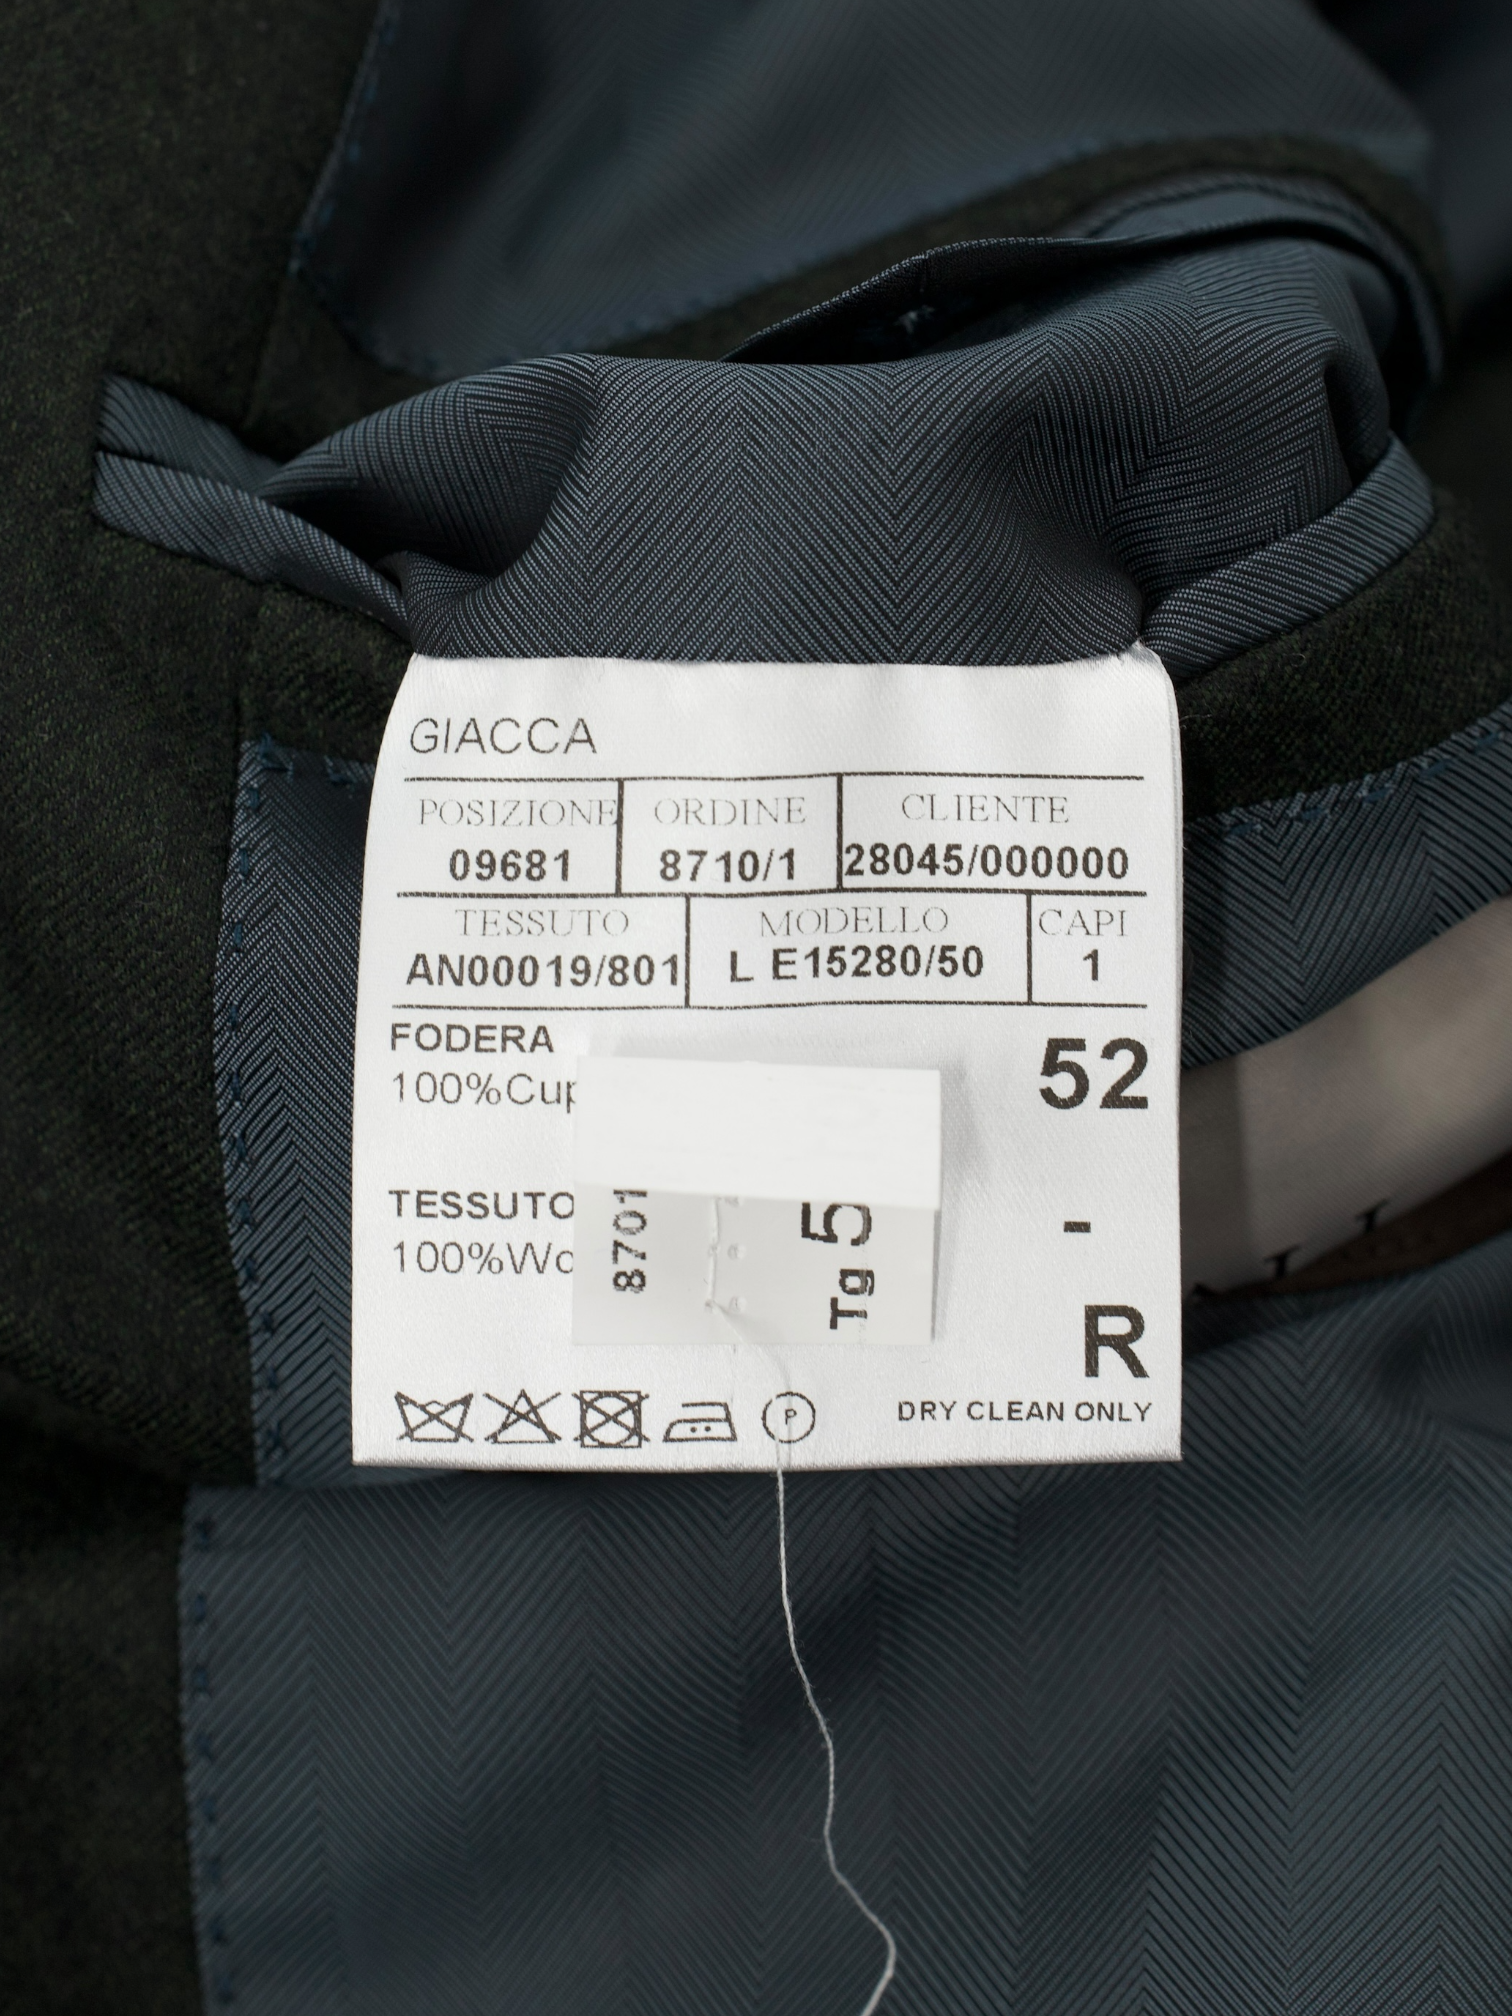 GIACCA
POSIZIONE ORDINE CLIENTE
09681 8710/1 28045/000000
TESSUTO MODELLO CAPI
AN00019/801 L E15280/50 1
FODERA
100%Cup
52
TESSUTO
100%Wo
-
8701
Tg 5
R
P
DRY CLEAN ONLY